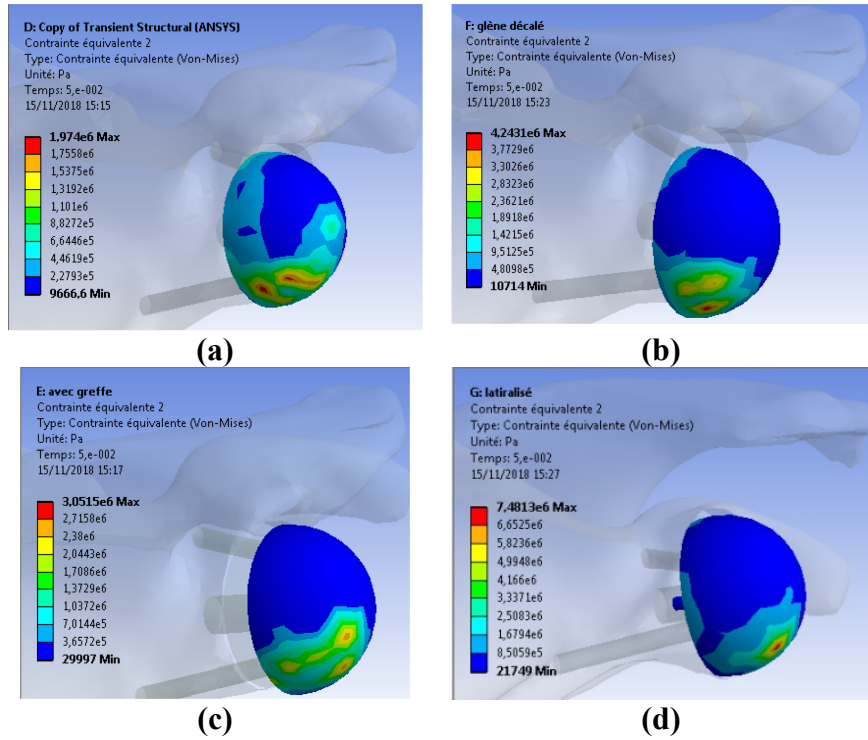 D: Copy of Transient Structural (ANSYS)
Contrainte équivalente 2
Type: Contrainte équivalente (Von-Mises)
Unité: Pa
Temps: 5,e-002
15/11/2018 15:15
1,974e6 Max
1,7558e6
1,5375e6
1,3192e6
1,101e6
8,8272e5
6,6446e5
4,4619e5
2,2793e5
9666,6 Min
(a)
F: glène décalé
Contrainte équivalente 2
Type: Contrainte équivalente (Von-Mises)
Unité: Pa
Temps: 5,e-002
15/11/2018 15:23
4,2431e6 Max
3,7729e6
3,3026e6
2,8323e6
2,3621e6
1,8918e6
1,4215e6
9,5125e5
4,8098e5
10714 Min
(b)
E: avec greffe
Contrainte équivalente 2
Type: Contrainte équivalente (Von-Mises)
Unité: Pa
Temps: 5,e-002
15/11/2018 15:17
3,0515e6 Max
2,7158e6
2,38e6
2,0443e6
1,7086e6
1,3729e6
1,0372e6
7,0144e5
3,6572e5
29997 Min
(c)
G: latiralisé
Contrainte équivalente 2
Type: Contrainte équivalente (Von-Mises)
Unité: Pa
Temps: 5,e-002
15/11/2018 15:27
7,4813e6 Max
6,6525e6
5,8236e6
4,9948e6
4,166e6
3,3371e6
2,5083e6
1,6794e6
8,5059e5
21749 Min
(d)